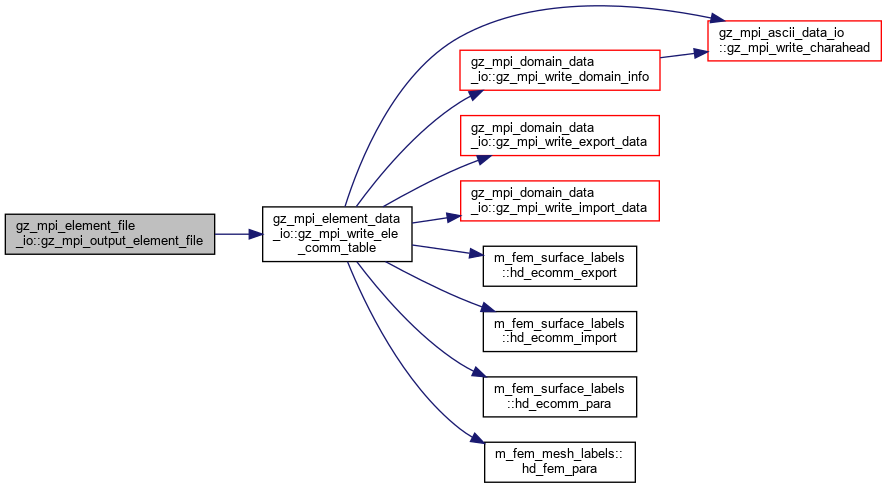 gz_mpi_element_file
_io::gz_mpi_output_element_file
gz_mpi_element_data
_io::gz_mpi_write_ele
_comm_table
gz_mpi_ascii_data_io
::gz_mpi_write_charahead
gz_mpi_domain_data
_io::gz_mpi_write_domain_info
gz_mpi_domain_data
_io::gz_mpi_write_export_data
gz_mpi_domain_data
_io::gz_mpi_write_import_data
m_fem_surface_labels
::hd_ecomm_export
m_fem_surface_labels
::hd_ecomm_import
m_fem_surface_labels
::hd_ecomm_para
m_fem_mesh_labels::
hd_fem_para